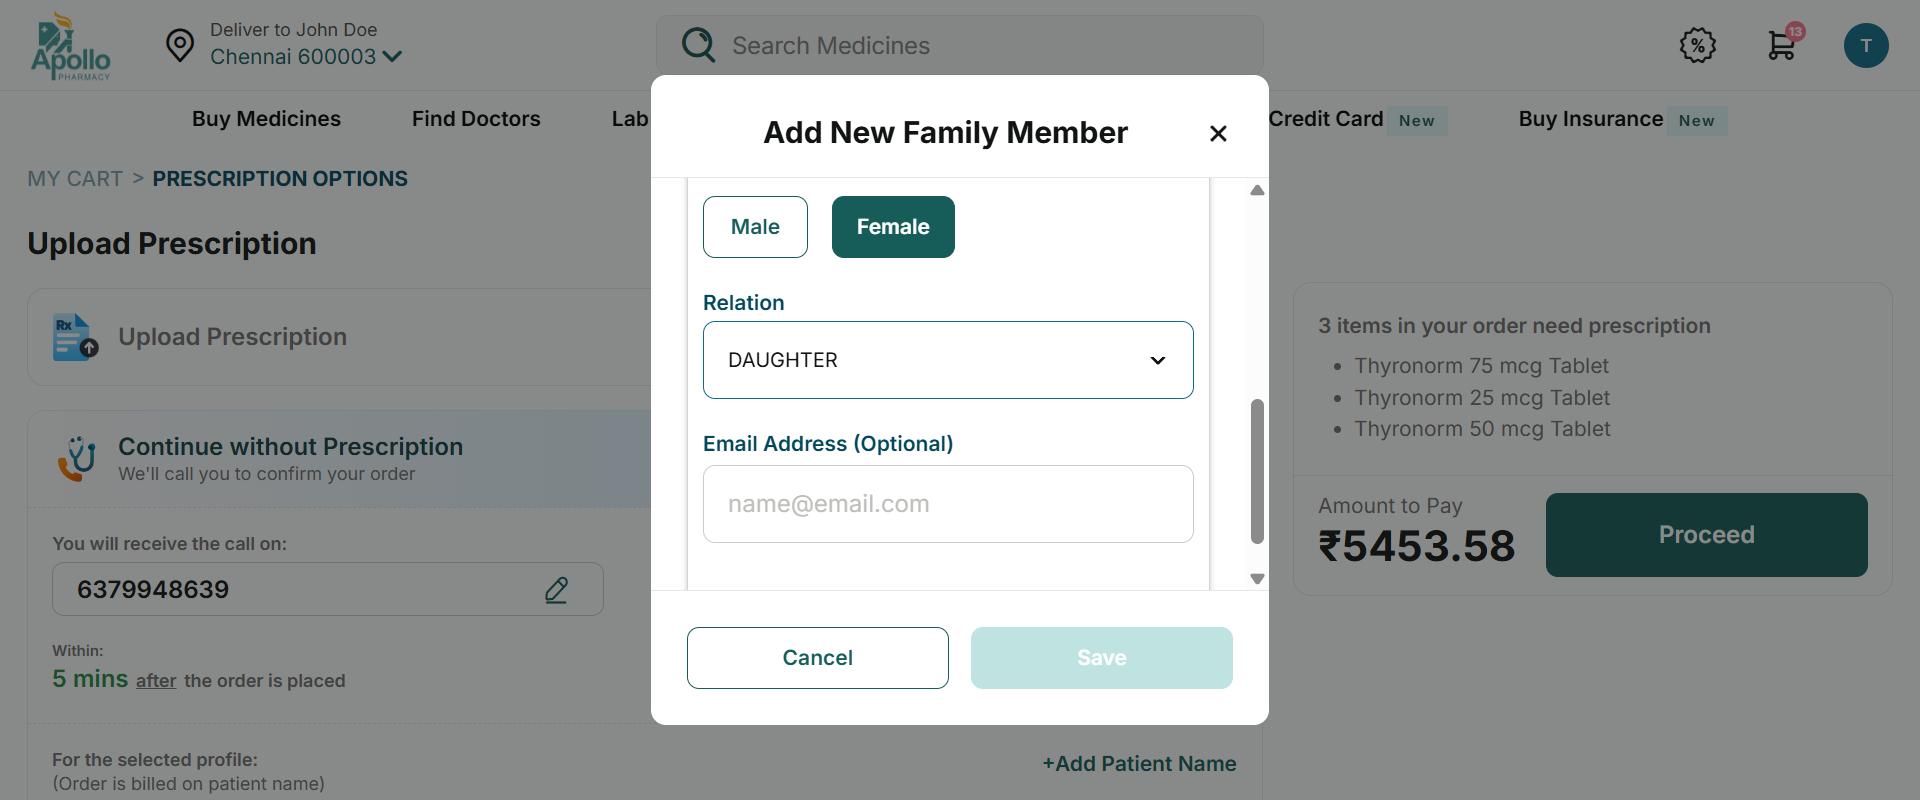 Apollo
PHARMACY
Deliver to John Doe
Chennai 600003
Search Medicines
%
13
T
Buy Medicines
Find Doctors
Lab
Credit Card New
Buy Insurance New
MY CART > PRESCRIPTION OPTIONS
Upload Prescription
Rx
Upload Prescription
Continue without Prescription
We'll call you to confirm your order
You will receive the call on:
6379948639
Within:
5 mins after the order is placed
For the selected profile:
(Order is billed on patient name)
+Add Patient Name
Add New Family Member
Male
Female
Relation
DAUGHTER
Email Address (Optional)
name@email.com
Cancel
Save
3 items in your order need prescription
• Thyronorm 75 mcg Tablet
• Thyronorm 25 mcg Tablet
• Thyronorm 50 mcg Tablet
Amount to Pay
₹5453.58
Proceed